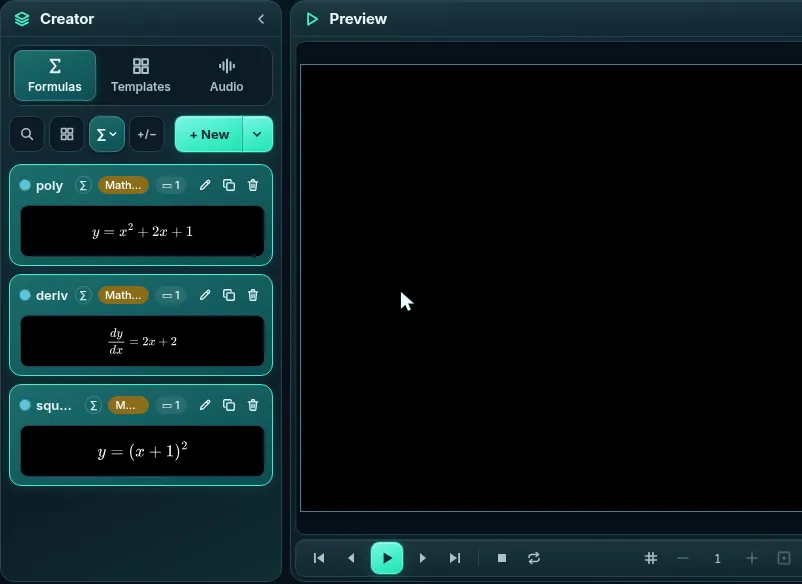 Creator
Preview
Formulas
Templates
Audio
Σ
+/−
+ New
poly Σ Math... 1
y = x² + 2x + 1
deriv Σ Math... 1
dy/dx = 2x + 2
squ... Σ M... 1
y = (x + 1)²
1